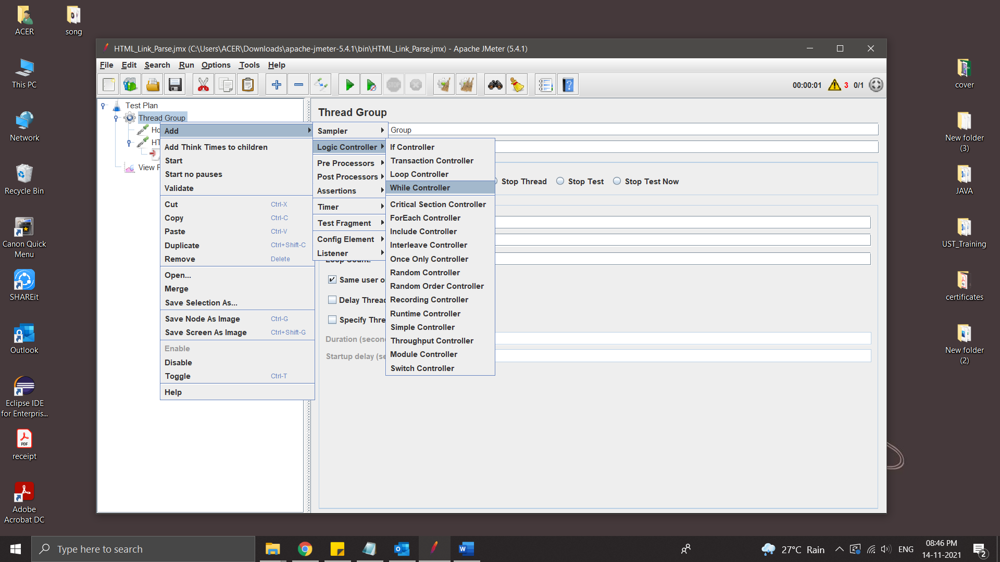 ACER
song
This PC
Network
Recycle Bin
Canon Quick
Menu
SHAREit
Outlook
Eclipse IDE
for Enterpris...
receipt
Adobe
Acrobat DC
HTML_Link_Parse.jmx (C:\Users\ACER\Downloads\apache-jmeter-5.4.1\bin\HTML_Link_Parse.jmx) - Apache JMeter (5.4.1)
File Edit Search Run Options Tools Help
STOP
00:00:01 3 0/1
Test Plan
Thread Group
Ho
HT
View R
Add
Add Think Times to children
Start
Start no pauses
Validate
Cut Ctrl-X
Copy Ctrl-C
Paste Ctrl-V
Duplicate Ctrl+Shift-C
Remove Delete
Open...
Merge
Save Selection As...
Save Node As Image Ctrl-G
Save Screen As Image Ctrl+Shift-G
Enable
Disable
Toggle Ctrl-T
Help
Sampler
Logic Controller
Pre Processors
Post Processors
Assertions
Timer
Test Fragment
Config Element
Listener
If Controller
Transaction Controller
Loop Controller
While Controller
Critical Section Controller
ForEach Controller
Include Controller
Interleave Controller
Once Only Controller
Random Controller
Random Order Controller
Recording Controller
Runtime Controller
Simple Controller
Throughput Controller
Module Controller
Switch Controller
Thread Group
Group
Stop Thread Stop Test Stop Test Now
Loop Count:
Same user o
Delay Threa
Specify Thre
Duration (secon
Startup delay (se
cover
New folder
(3)
JAVA
UST_Training
certificates
New folder
(2)
Type here to search
27°C Rain
ENG
08:46 PM
14-11-2021
2